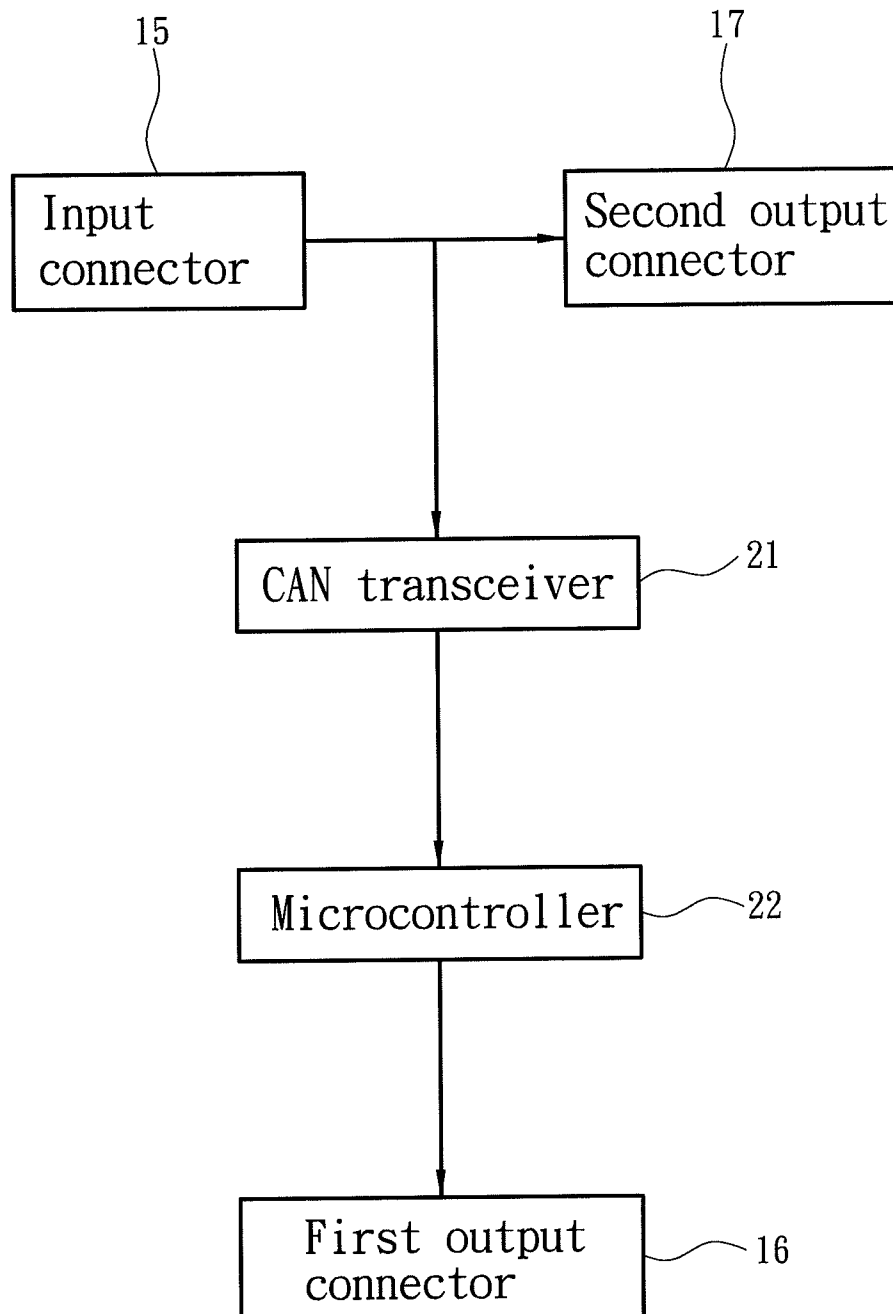 15
17
Input
connector
Second output
connector
CAN transceiver
21
Microcontroller
22
First output
connector
16